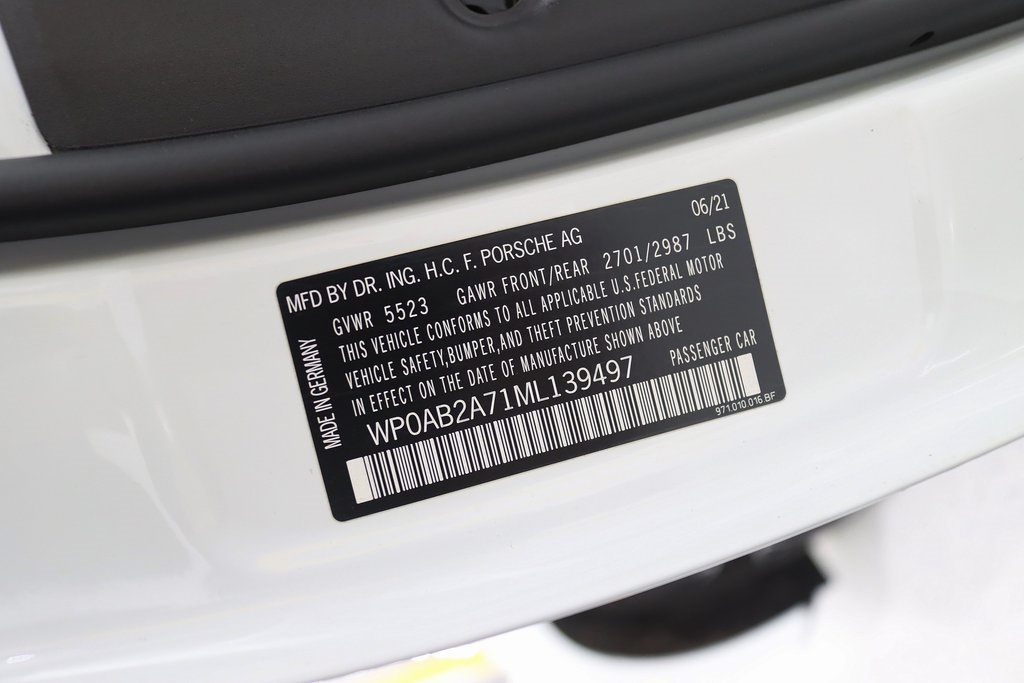 06/21
MFD BY DR. ING. H.C. F. PORSCHE AG
GVWR 5523 GAWR FRONT/REAR 2701/2987 LBS
THIS VEHICLE CONFORMS TO ALL APPLICABLE U.S.FEDERAL MOTOR
VEHICLE SAFETY,BUMPER,AND THEFT PREVENTION STANDARDS
IN EFFECT ON THE DATE OF MANUFACTURE SHOWN ABOVE
WP0AB2A71ML139497 PASSENGER CAR
971.010.016.BF
MADE IN GERMANY